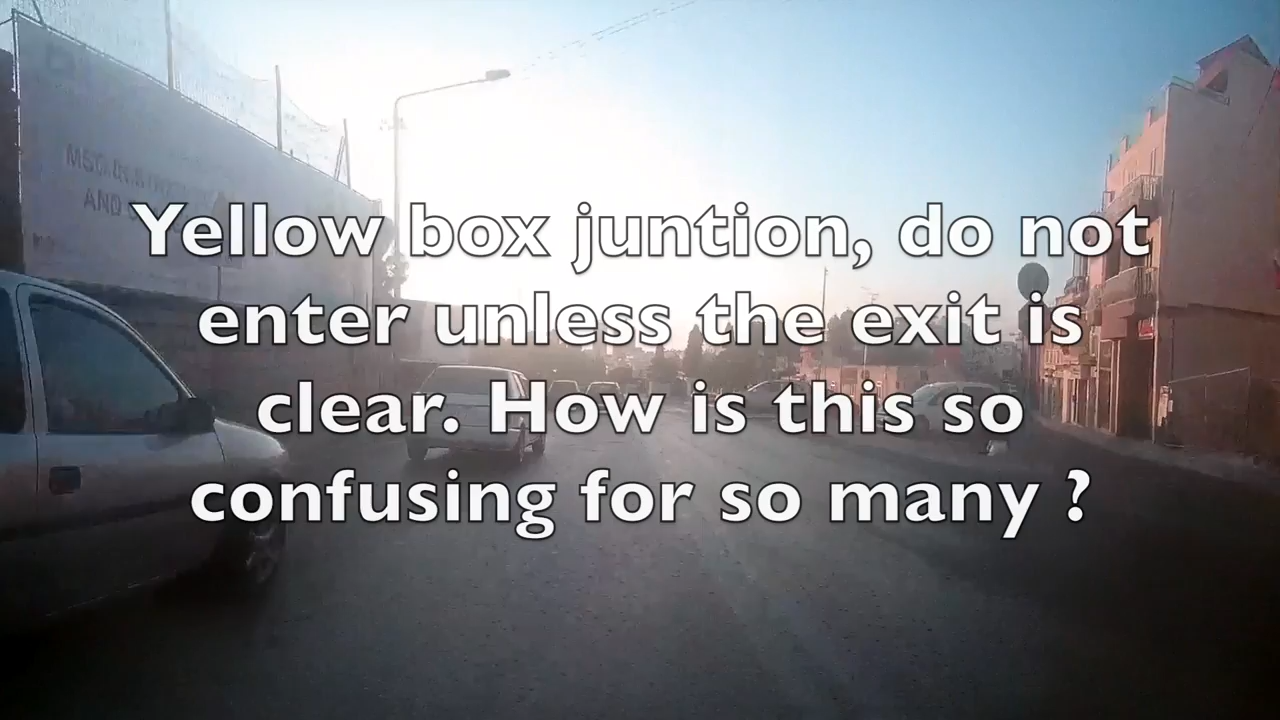 Yellow box juntion, do not
enter unless the exit is
clear. How is this so
confusing for so many ?
AND